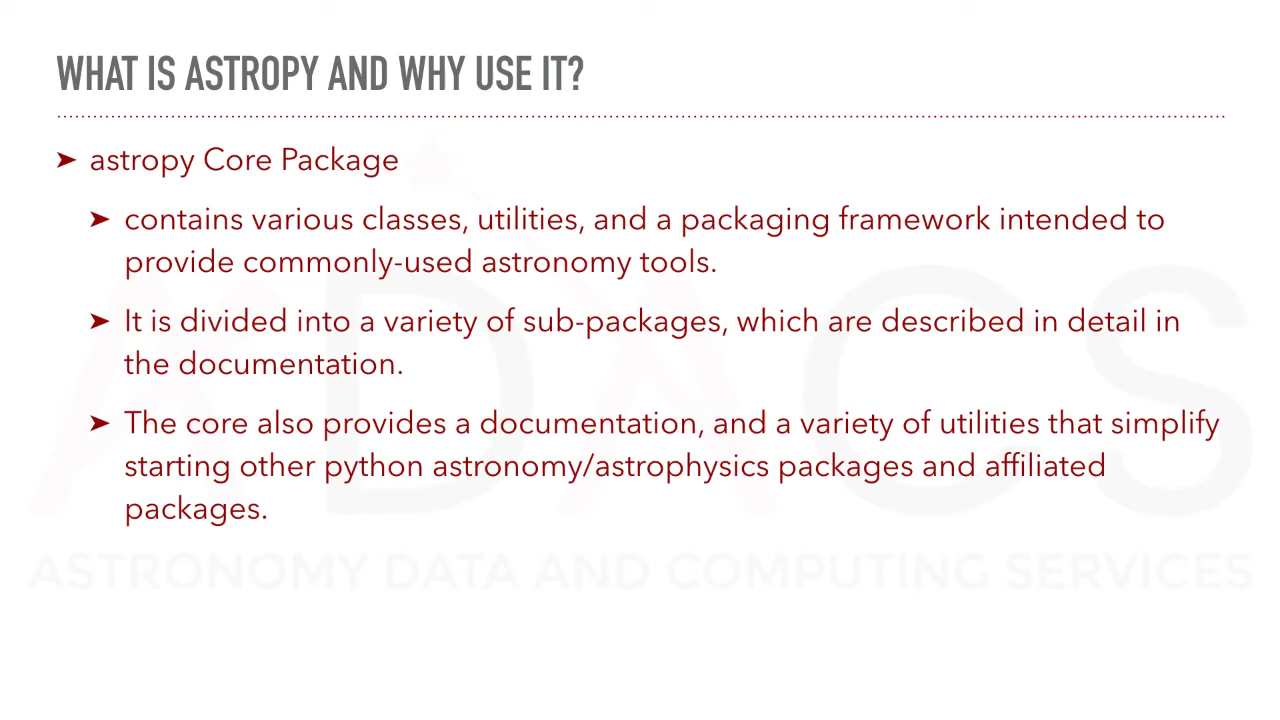 WHAT IS ASTROPY AND WHY USE IT?
➤ astropy Core Package
➤ contains various classes, utilities, and a packaging framework intended to
provide commonly-used astronomy tools.
➤ It is divided into a variety of sub-packages, which are described in detail in
the documentation.
➤ The core also provides a documentation, and a variety of utilities that simplify
starting other python astronomy/astrophysics packages and affiliated
packages.
ADACS
ASTRONOMY DATA AND COMPUTING SERVICES